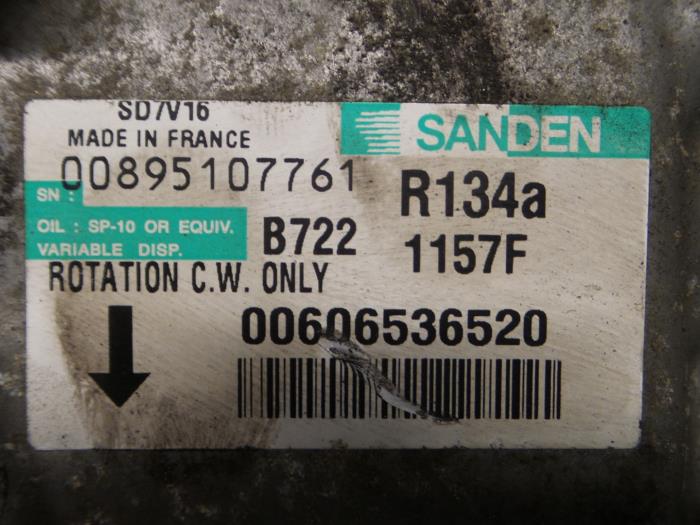 SD7V16
SANDEN
MADE IN FRANCE
00895107761
SN :
R134a
OIL : SP-10 OR EQUIV.
VARIABLE DISP.
B722
1157F
ROTATION C.W. ONLY
00606536520